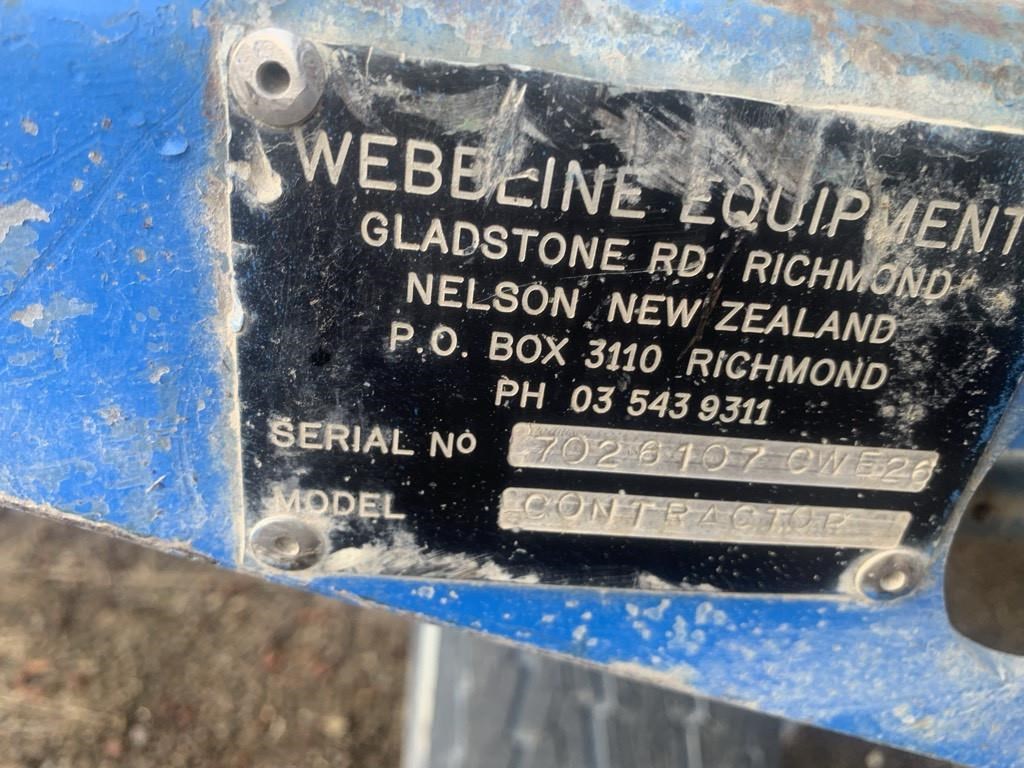 WEBBLINE EQUIPMENT
GLADSTONE RD. RICHMOND
NELSON NEW ZEALAND
P.O. BOX 3110 RICHMOND
PH 03 543 9311
SERIAL No 7026107 CWE26
MODEL CONTRACTOR